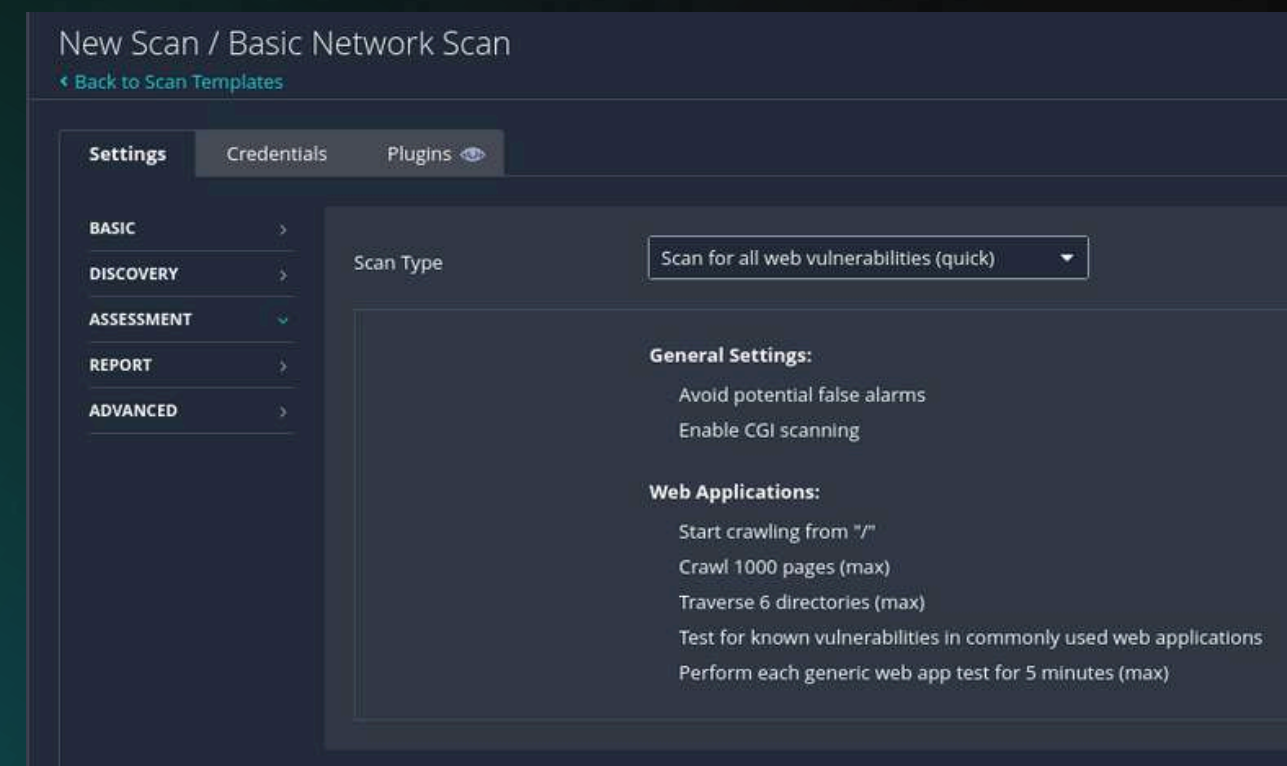 New Scan / Basic Network Scan
Back to Scan Templates
Settings Credentials Plugins
BASIC
DISCOVERY
ASSESSMENT
REPORT
ADVANCED
Scan Type Scan for all web vulnerabilities (quick)
General Settings:
Avoid potential false alarms
Enable CGI scanning
Web Applications:
Start crawling from "/"
Crawl 1000 pages (max)
Traverse 6 directories (max)
Test for known vulnerabilities in commonly used web applications
Perform each generic web app test for 5 minutes (max)